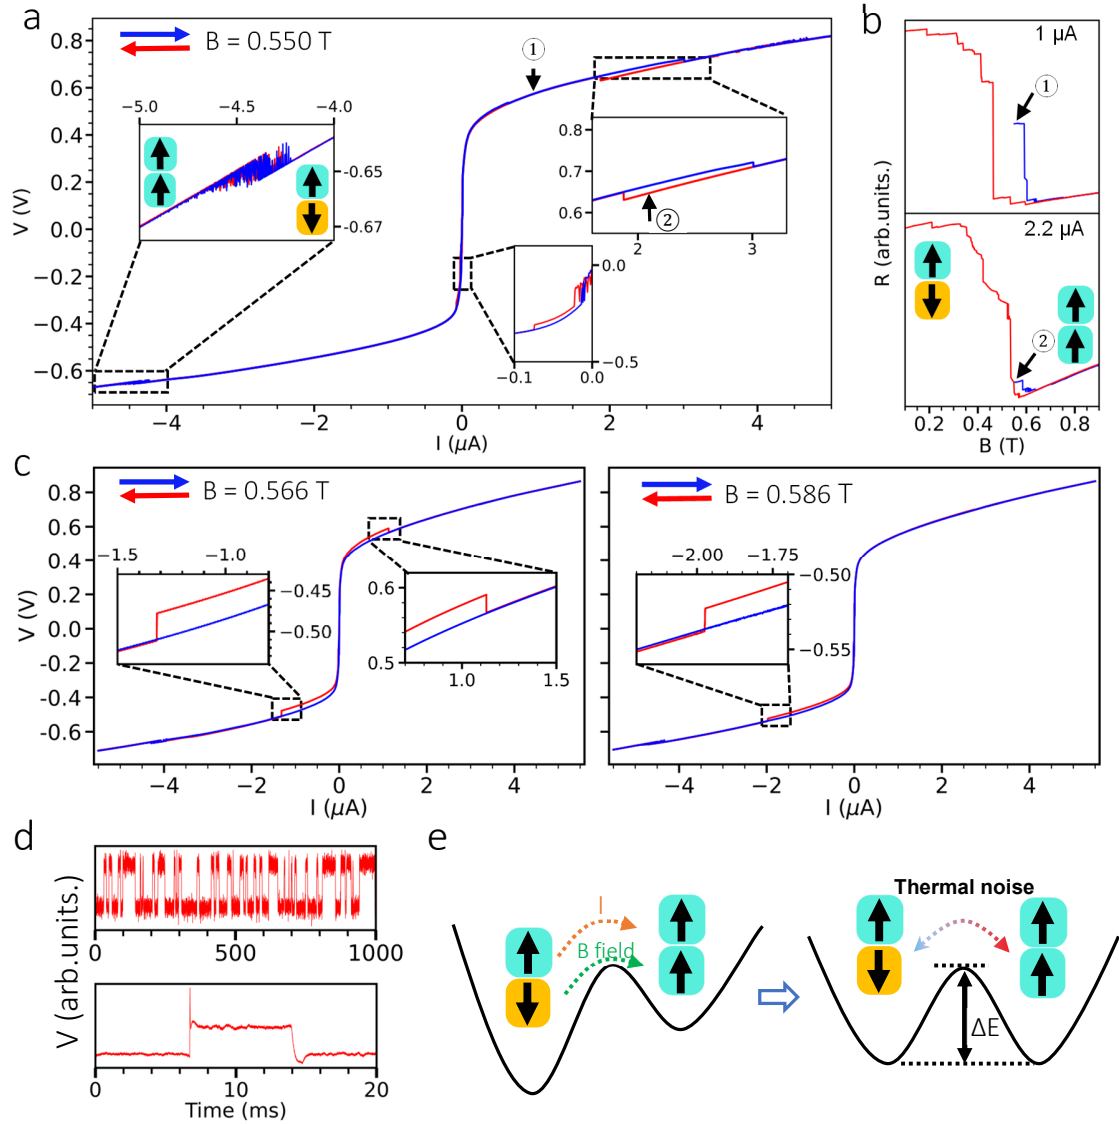 a
B = 0.550 T
①
−5.0 −4.5 −4.0
−0.65
−0.67
0.8
0.7
0.6
2 3
②
0.0
−0.5
−0.1 0.0
0.8
0.6
0.4
0.2
0.0
−0.2
−0.4
−0.6
V (V)
−4 −2 0 2 4
I (μA)
b
1 μA
①
2.2 μA
②
R (arb.units.)
0.2 0.4 0.6 0.8
B (T)
c
B = 0.566 T
−1.5 −1.0
−0.45
−0.50
0.6
0.5
1.0 1.5
0.8
0.6
0.4
0.2
0.0
-0.2
-0.4
-0.6
V (V)
−4 −2 0 2 4
I (μA)
B = 0.586 T
−2.00 −1.75
−0.50
−0.55
−4 −2 0 2 4
I (μA)
d
0 500 1000
V (arb.units.)
0 10 20
Time (ms)
e
I
B field
Thermal noise
ΔE